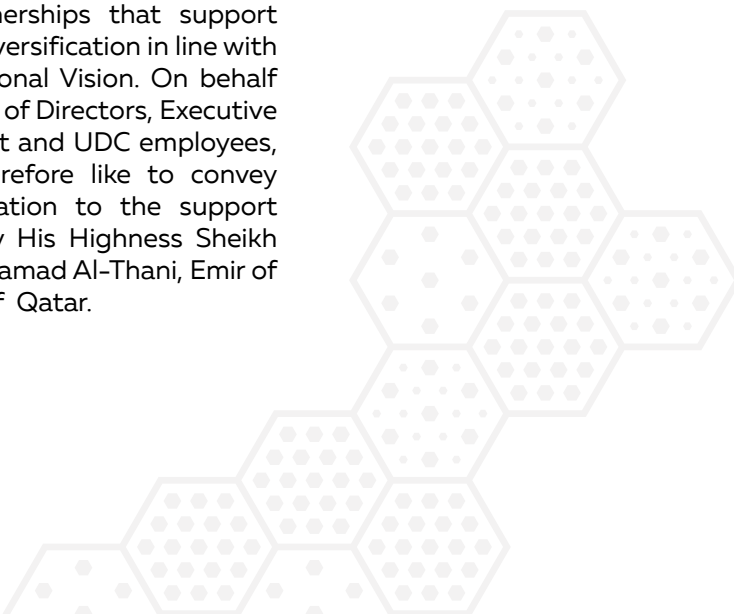 nerships that support
versification in line with
onal Vision. On behalf
of Directors, Executive
t and UDC employees,
refore like to convey
ation to the support
y His Highness Sheikh
amad Al-Thani, Emir of
f Qatar.